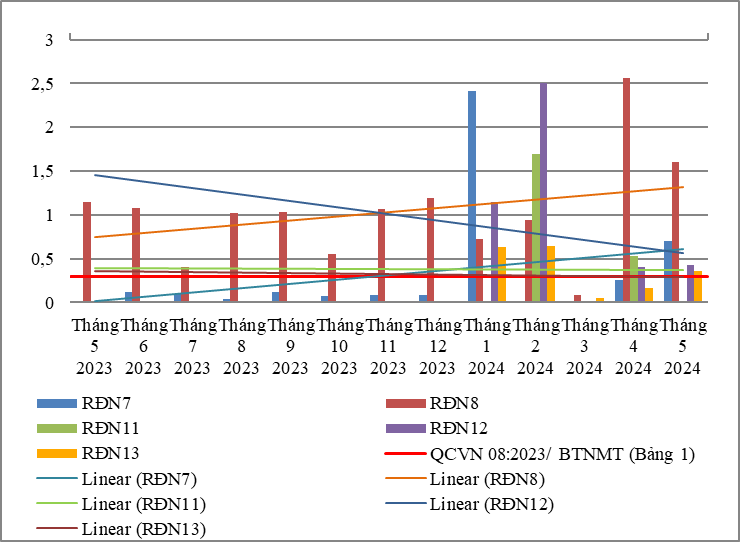 3
2,5
2
1,5
1
0,5
0
Tháng Tháng Tháng Tháng Tháng Tháng Tháng Tháng Tháng Tháng Tháng Tháng Tháng
5 6 7 8 9 10 11 12 1 2 3 4 5
2023 2023 2023 2023 2023 2023 2023 2023 2024 2024 2024 2024 2024
RĐN7 RĐN8
RĐN11 RĐN12
RĐN13 QCVN 08:2023/ BTNMT (Bảng 1)
Linear (RĐN7) Linear (RĐN8)
Linear (RĐN11) Linear (RĐN12)
Linear (RĐN13)